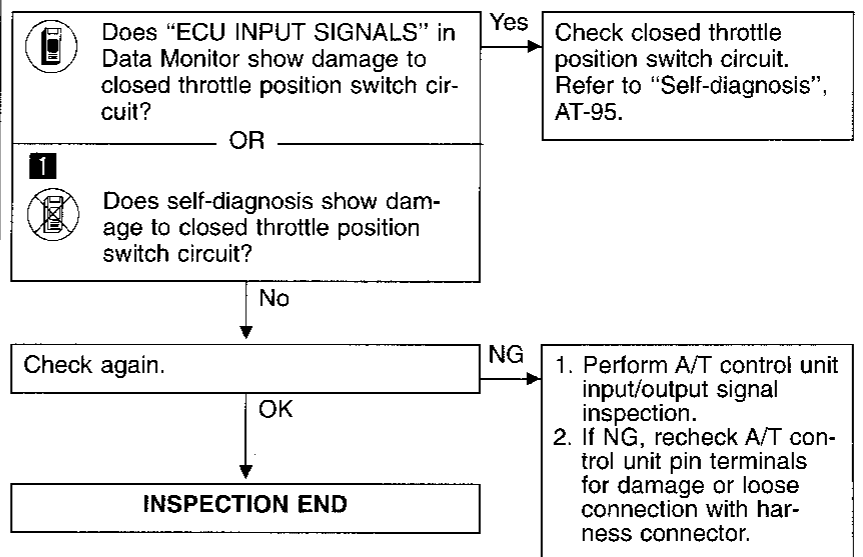 Does “ECU INPUT SIGNALS” in
Data Monitor show damage to
closed throttle position switch cir-
cuit?
OR
1
Does self-diagnosis show dam-
age to closed throttle position
switch circuit?
Yes
Check closed throttle
position switch circuit.
Refer to “Self-diagnosis”,
AT-95.
No
Check again.
NG
1. Perform A/T control unit
input/output signal
inspection.
2. If NG, recheck A/T con-
trol unit pin terminals
for damage or loose
connection with har-
ness connector.
OK
INSPECTION END